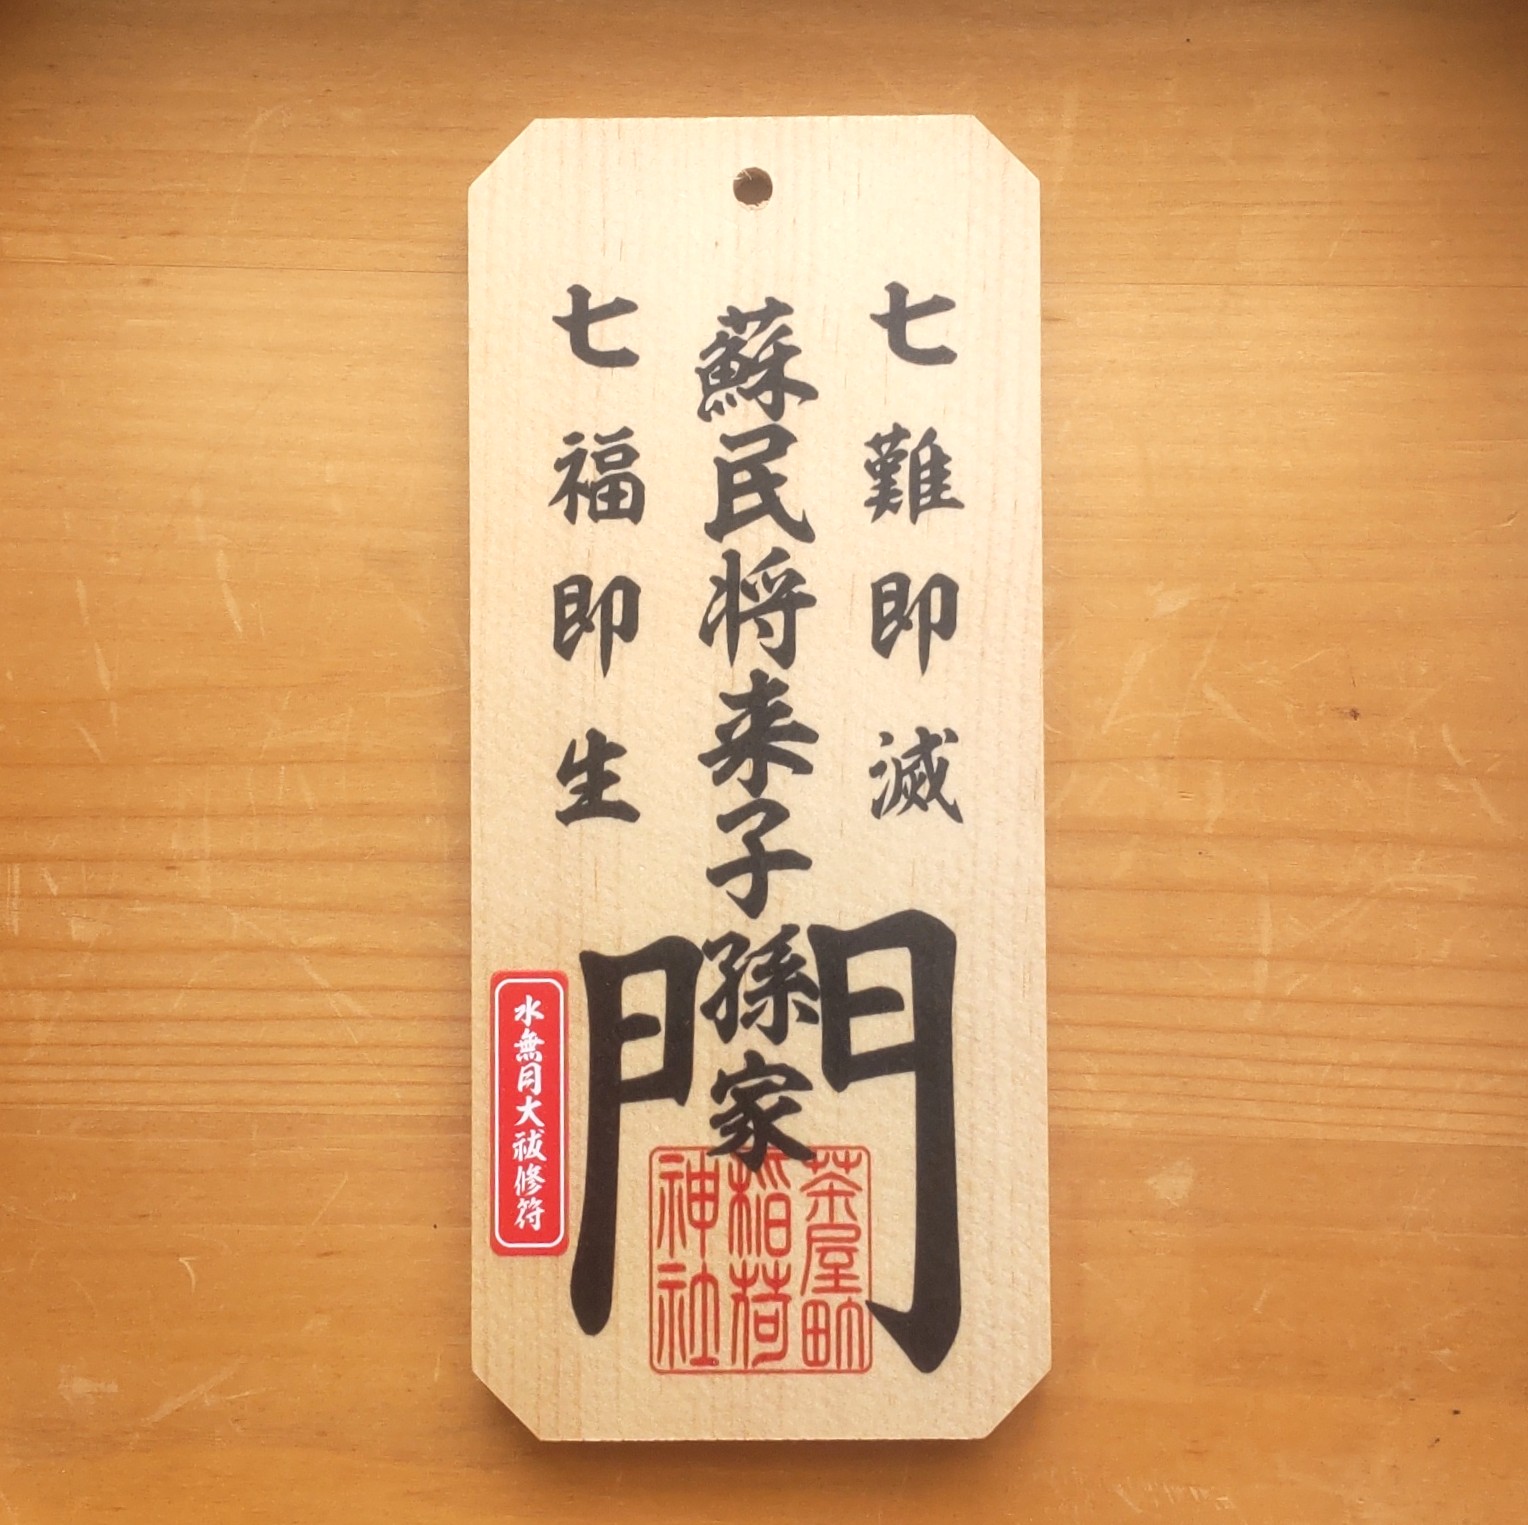 七難即滅
蘇民将来子孫家門
七福即生
水無月大祓修符
茶屋町
稲荷
神社